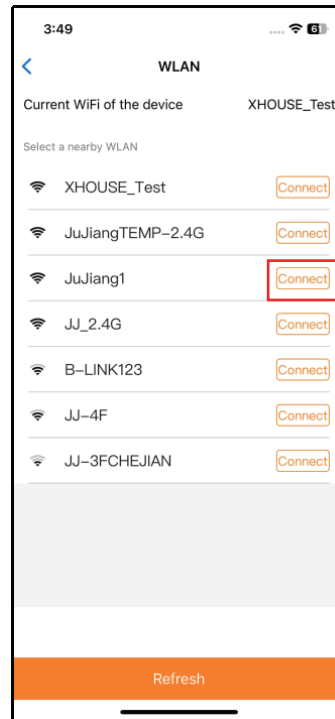 3:49 61
WLAN
Current WiFi of the device XHOUSE_Test
Select a nearby WLAN
XHOUSE_Test Connect
JuJiangTEMP-2.4G Connect
JuJiang1 Connect
JJ_2.4G Connect
B-LINK123 Connect
JJ-4F Connect
JJ-3FCHEJIAN Connect
Refresh